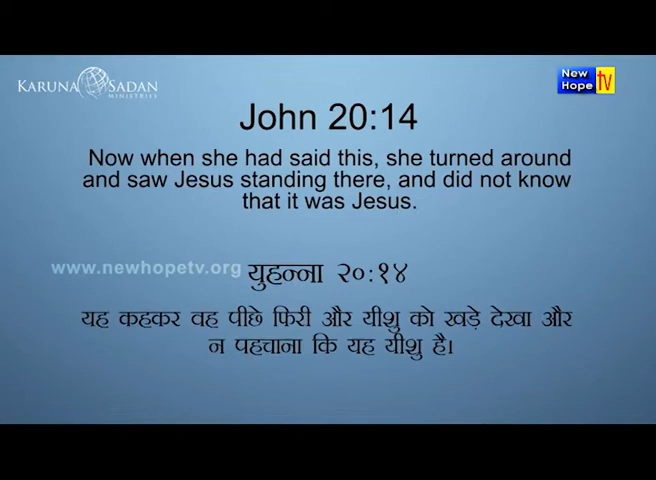 KARUNA SADAN
MINISTRIES
New
Hope tv
John 20:14
Now when she had said this, she turned around
and saw Jesus standing there, and did not know
that it was Jesus.
www.newhopetv.org
युहन्ना २०:१४
यह कहकर वह पीछे फिरी और यीशु को खड़े देखा और
न पहचाना कि यह यीशु है।